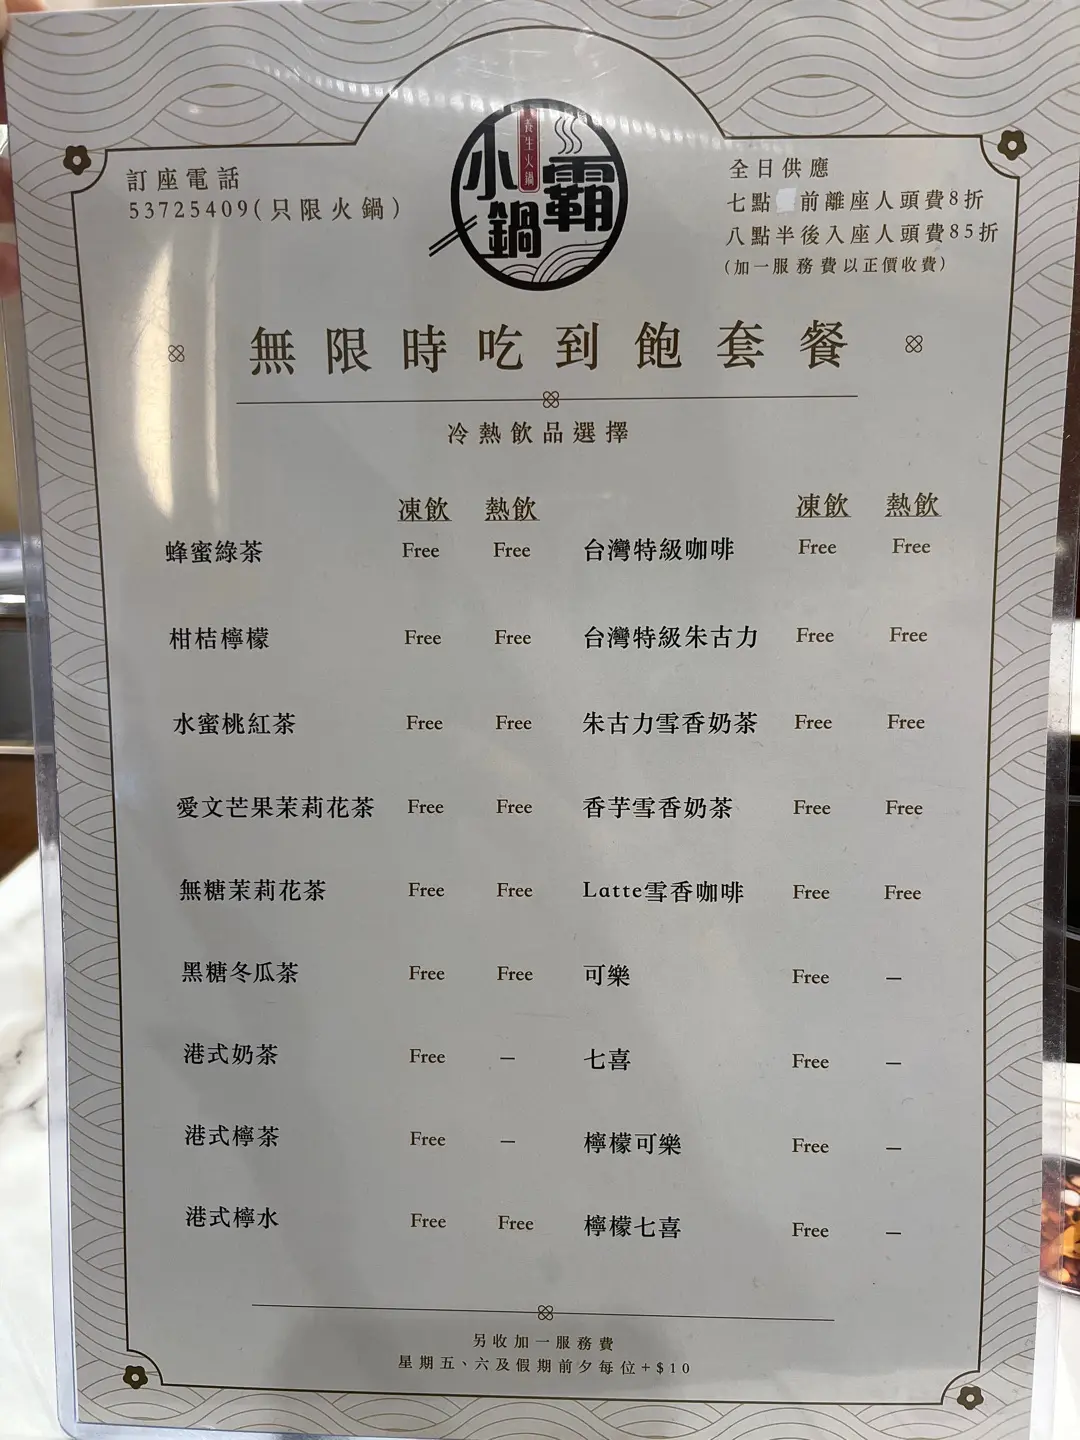 訂座電話
53725409(只限火鍋)
養生火鍋
小鍋霸
全日供應
七點 前離座人頭費8折
八點半後入座人頭費85折
(加一服務費以正價收費)
無限時吃到飽套餐
冷熱飲品選擇
凍飲 熱飲 凍飲 熱飲
蜂蜜綠茶 Free Free 台灣特級咖啡 Free Free
柑桔檸檬 Free Free 台灣特級朱古力 Free Free
水蜜桃紅茶 Free Free 朱古力雪香奶茶 Free Free
愛文芒果茉莉花茶 Free Free 香芋雪香奶茶 Free Free
無糖茉莉花茶 Free Free Latte雪香咖啡 Free Free
黑糖冬瓜茶 Free Free 可樂 Free –
港式奶茶 Free – 七喜 Free –
港式檸茶 Free – 檸檬可樂 Free –
港式檸水 Free Free 檸檬七喜 Free –
另收加一服務費
星期五、六及假期前夕每位+$10